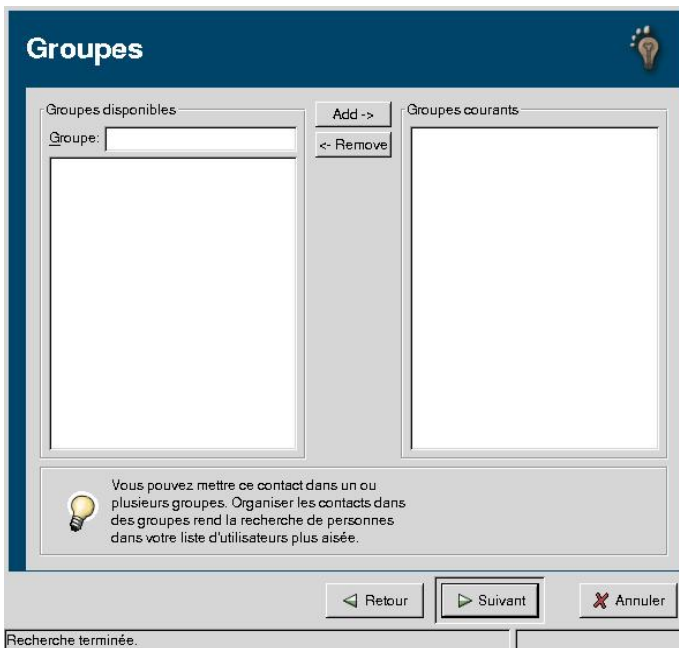 Groupes
Groupes disponibles
Groupe:
Add ->
<- Remove
Groupes courants
Vous pouvez mettre ce contact dans un ou
plusieurs groupes. Organiser les contacts dans
des groupes rend la recherche de personnes
dans votre liste d'utilisateurs plus aisée.
Retour
Suivant
Annuler
Recherche terminée.